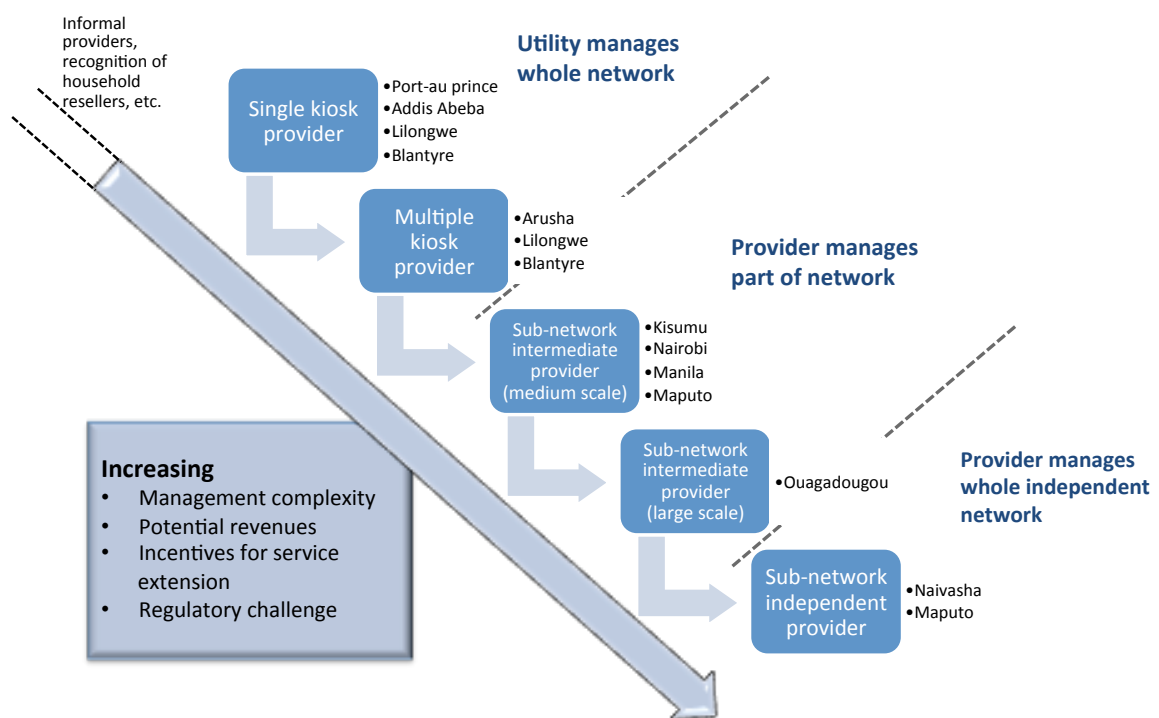 Informal
providers,
recognition of
household
resellers, etc.
Utility manages
whole network
Single kiosk
provider
•Port-au prince
•Addis Abeba
•Lilongwe
•Blantyre
Multiple
kiosk
provider
•Arusha
•Lilongwe
•Blantyre
Provider manages
part of network
Sub-network
intermediate
provider
(medium scale)
•Kisumu
•Nairobi
•Manila
•Maputo
Sub-network
intermediate
provider
(large scale)
•Ouagadougou
Provider manages
whole independent
network
Sub-network
independent
provider
•Naivasha
•Maputo
Increasing
• Management complexity
• Potential revenues
• Incentives for service
extension
• Regulatory challenge